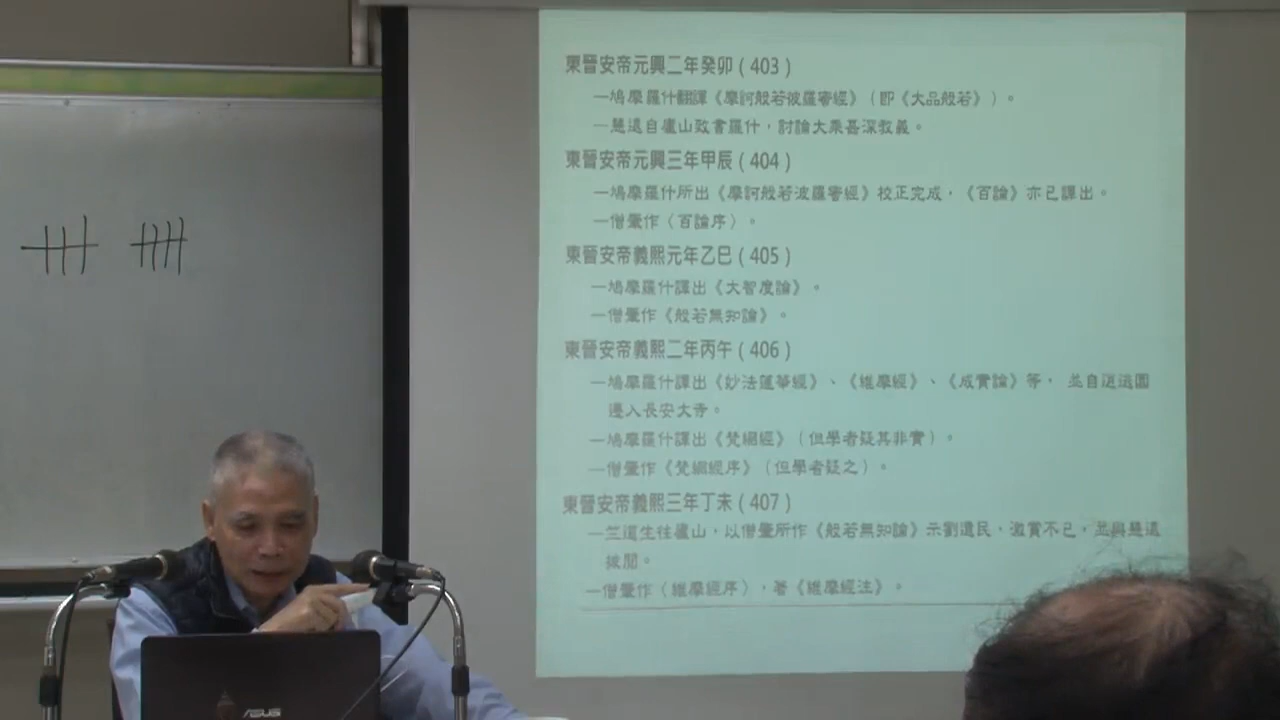 東晉安帝元興二年癸卯(403)
—鳩摩羅什翻譯《摩訶般若波羅蜜經》(即《大品般若》)。
—慧遠自廬山致書羅什,討論大乘甚深教義。
東晉安帝元興三年甲辰(404)
—鳩摩羅什所出《摩訶般若波羅蜜經》校正完成,《百論》亦已譯出。
—僧肇作〈百論序〉。
東晉安帝義熙元年乙巳(405)
—鳩摩羅什譯出《大智度論》。
—僧肇作《般若無知論》。
東晉安帝義熙二年丙午(406)
—鳩摩羅什譯出《妙法蓮華經》、《維摩經》、《成實論》等, 並自逍遙園
遷入長安大寺。
—鳩摩羅什譯出《梵網經》(但學者疑其非實)。
—僧肇作《梵網經序》(但學者疑之)。
東晉安帝義熙三年丁未(407)
—竺道生往廬山,以僧肇所作《般若無知論》示劉遺民,激賞不已,並與慧遠
披閱。
—僧肇作〈維摩經序〉,著《維摩經注》。
ASUS